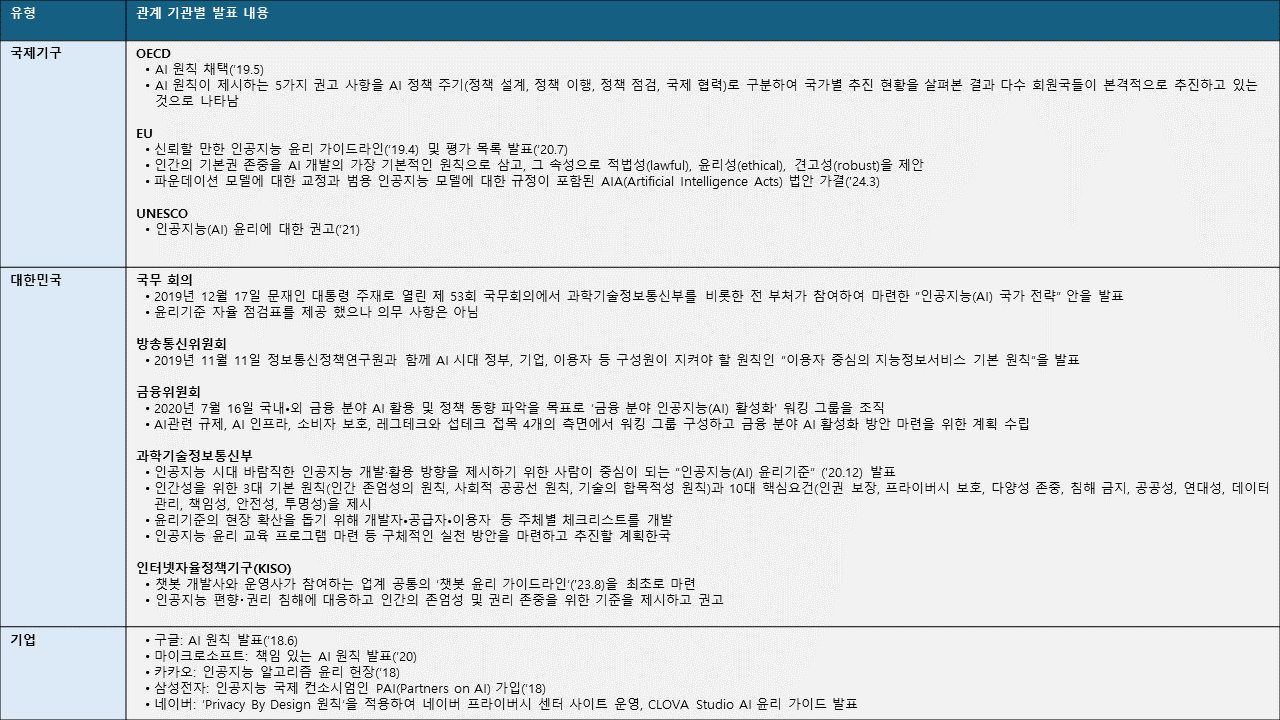 유형
관계 기관별 발표 내용
국제기구
OECD
• AI 원칙 채택('19.5)
• AI 원칙이 제시하는 5가지 권고 사항을 AI 정책 주기(정책 설계, 정책 이행, 정책 점검, 국제 협력)로 구분하여 국가별 추진 현황을 살펴본 결과 다수 회원국들이 본격적으로 추진하고 있는
것으로 나타남
EU
• 신뢰할 만한 인공지능 윤리 가이드라인('19.4) 및 평가 목록 발표('20.7)
• 인간의 기본권 존중을 AI 개발의 가장 기본적인 원칙으로 삼고, 그 속성으로 적법성(lawful), 윤리성(ethical), 견고성(robust)을 제안
• 파운데이션 모델에 대한 교정과 범용 인공지능 모델에 대한 규정이 포함된 AIA(Artificial Intelligence Acts) 법안 가결('24.3)
UNESCO
• 인공지능(AI) 윤리에 대한 권고('21)
대한민국
국무 회의
• 2019년 12월 17일 문재인 대통령 주재로 열린 제 53회 국무회의에서 과학기술정보통신부를 비롯한 전 부처가 참여하여 마련한 "인공지능(AI) 국가 전략" 안을 발표
• 윤리기준 자율 점검표를 제공 했으나 의무 사항은 아님
방송통신위원회
• 2019년 11월 11일 정보통신정책연구원과 함께 AI 시대 정부, 기업, 이용자 등 구성원이 지켜야 할 원칙인 "이용자 중심의 지능정보서비스 기본 원칙"을 발표
금융위원회
• 2020년 7월 16일 국내•외 금융 분야 AI 활용 및 정책 동향 파악을 목표로 '금융 분야 인공지능(AI) 활성화' 워킹 그룹을 조직
• AI관련 규제, AI 인프라, 소비자 보호, 레그테크와 섭테크 접목 4개의 측면에서 워킹 그룹 구성하고 금융 분야 AI 활성화 방안 마련을 위한 계획 수립
과학기술정보통신부
• 인공지능 시대 바람직한 인공지능 개발·활용 방향을 제시하기 위한 사람이 중심이 되는 "인공지능(AI) 윤리기준" ('20.12) 발표
• 인간성을 위한 3대 기본 원칙(인간 존엄성의 원칙, 사회적 공공선 원칙, 기술의 합목적성 원칙)과 10대 핵심요건(인권 보장, 프라이버시 보호, 다양성 존중, 침해 금지, 공공성, 연대성, 데이터
관리, 책임성, 안전성, 투명성)을 제시
• 윤리기준의 현장 확산을 돕기 위해 개발자•공급자•이용자 등 주체별 체크리스트를 개발
• 인공지능 윤리 교육 프로그램 마련 등 구체적인 실천 방안을 마련하고 추진할 계획한국
인터넷자율정책기구(KISO)
• 챗봇 개발사와 운영사가 참여하는 업계 공통의 '챗봇 윤리 가이드라인'('23.8)을 최초로 마련
• 인공지능 편향·권리 침해에 대응하고 인간의 존엄성 및 권리 존중을 위한 기준을 제시하고 권고
기업
• 구글: AI 원칙 발표('18.6)
• 마이크로소프트: 책임 있는 AI 원칙 발표('20)
• 카카오: 인공지능 알고리즘 윤리 헌장('18)
• 삼성전자: 인공지능 국제 컨소시엄인 PAI(Partners on AI) 가입('18)
• 네이버: 'Privacy By Design 원칙'을 적용하여 네이버 프라이버시 센터 사이트 운영, CLOVA Studio AI 윤리 가이드 발표